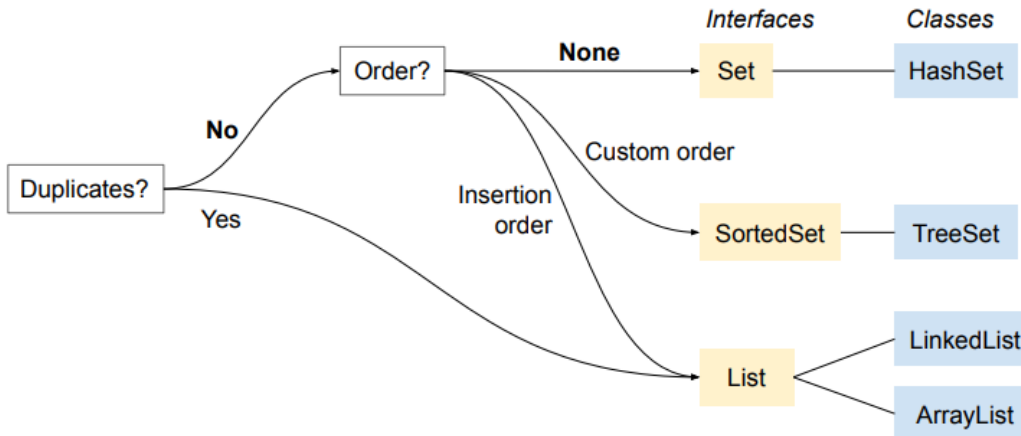 Interfaces
Classes
None
Order?
Set
HashSet
No
Custom order
Duplicates?
Insertion
order
Yes
SortedSet
TreeSet
LinkedList
List
ArrayList